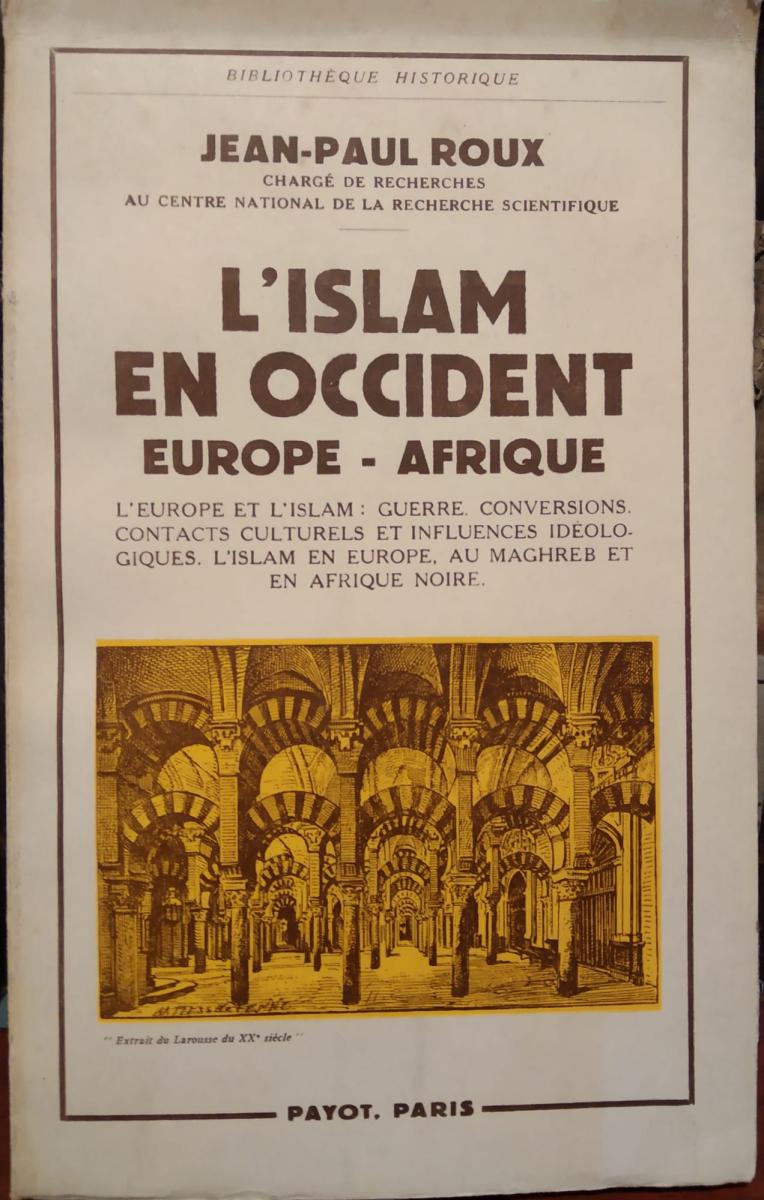 BIBLIOTHÈQUE HISTORIQUE
JEAN-PAUL ROUX
CHARGÉ DE RECHERCHES
AU CENTRE NATIONAL DE LA RECHERCHE SCIENTIFIQUE
L'ISLAM
EN OCCIDENT
EUROPE - AFRIQUE
L'EUROPE ET L'ISLAM : GUERRE. CONVERSIONS.
CONTACTS CULTURELS ET INFLUENCES IDÉOLO-
GIQUES. L'ISLAM EN EUROPE, AU MAGHREB ET
EN AFRIQUE NOIRE.
" Extrait du Larousse du XXe siècle "
PAYOT, PARIS